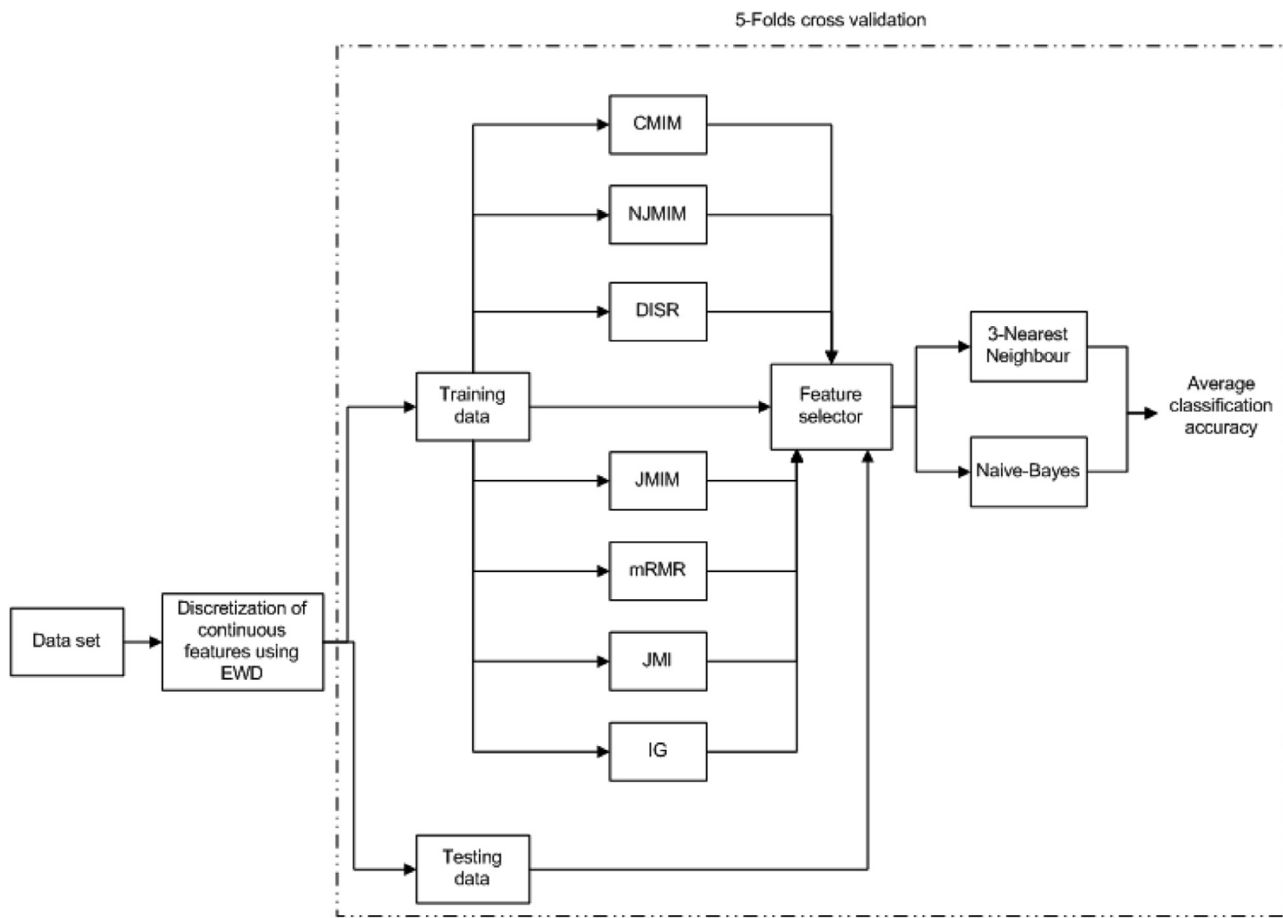 5-Folds cross validation
CMIM
NJMIM
DISR
3-Nearest
Neighbour
Training
data
Feature
selector
Average
classification
accuracy
JMIM
Naive-Bayes
mRMR
Data set
Discretization of
continuous
features using
EWD
JMI
IG
Testing
data